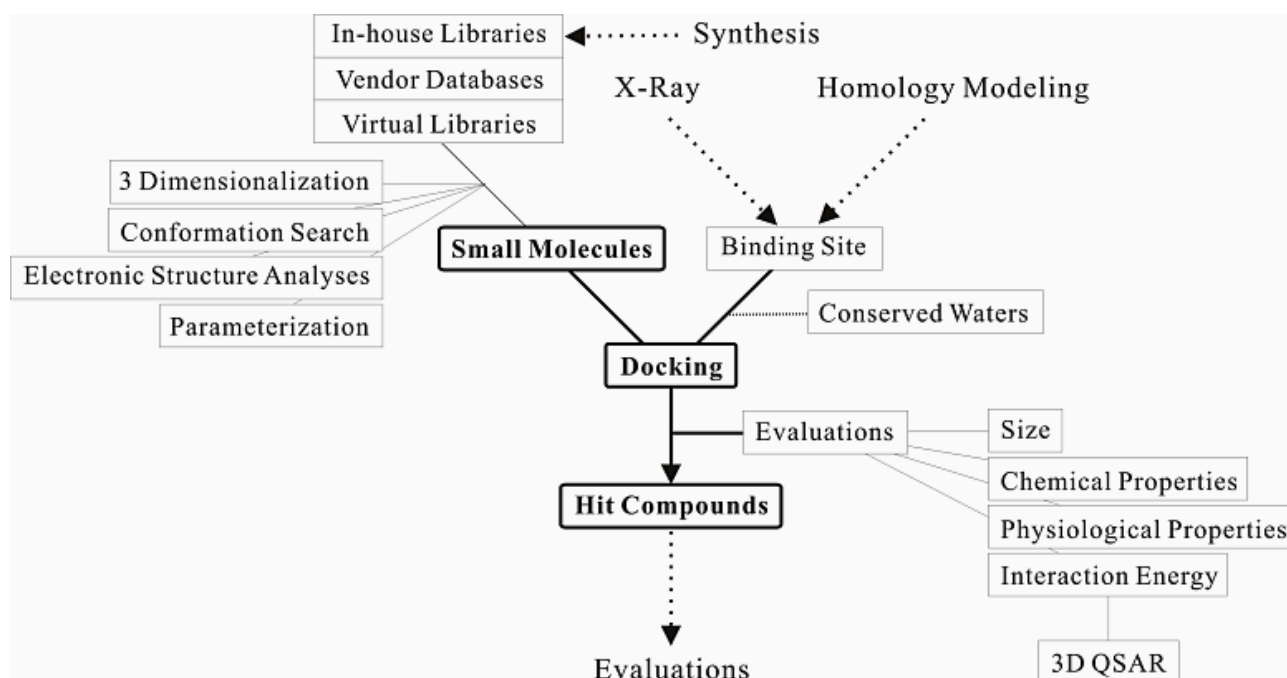 In-house Libraries
Synthesis
Vendor Databases
X-Ray
Homology Modeling
Virtual Libraries
3 Dimensionalization
Conformation Search
Small Molecules
Binding Site
Electronic Structure Analyses
Conserved Waters
Parameterization
Docking
Evaluations
Size
Chemical Properties
Hit Compounds
Physiological Properties
Interaction Energy
3D QSAR
Evaluations